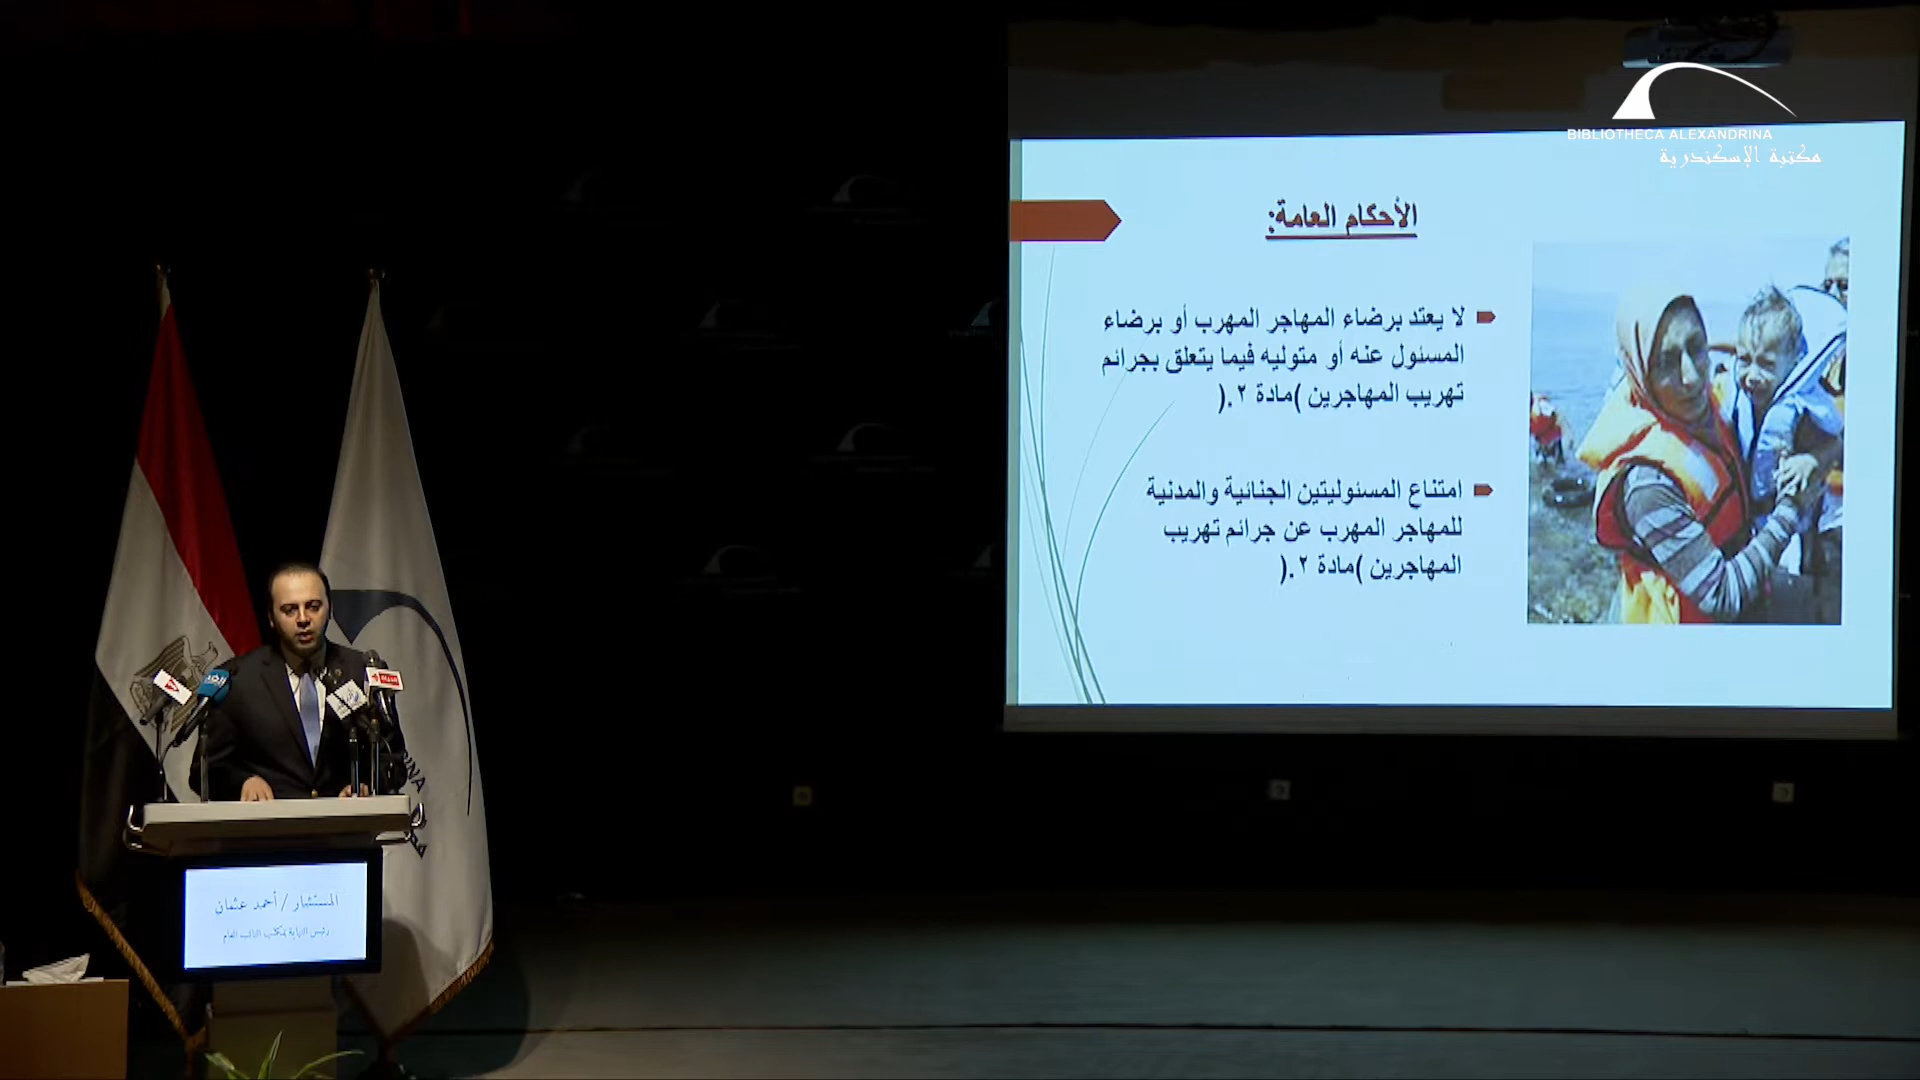 BIBLIOTHECA ALEXANDRINA
مكتبة الإسكندرية
الأحكام العامة:
لا يعتد برضاء المهاجر المهرب أو برضاء
المسئول عنه أو متوليه فيما يتعلق بجرائم
تهريب المهاجرين )مادة ٢.(
امتناع المسئوليتين الجنائية والمدنية
للمهاجر المهرب عن جرائم تهريب
المهاجرين )مادة ٢.(
المستشار / أحمد عثمان
رئيس النيابة بمكتب النائب العام